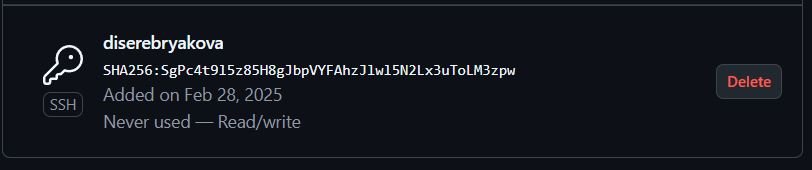 diserebryakova
SHA256:SgPc4t9l5z85H8gJbpVYFAhzJlwl5N2Lx3uToLM3zpw
SSH
Added on Feb 28, 2025
Never used — Read/write
Delete